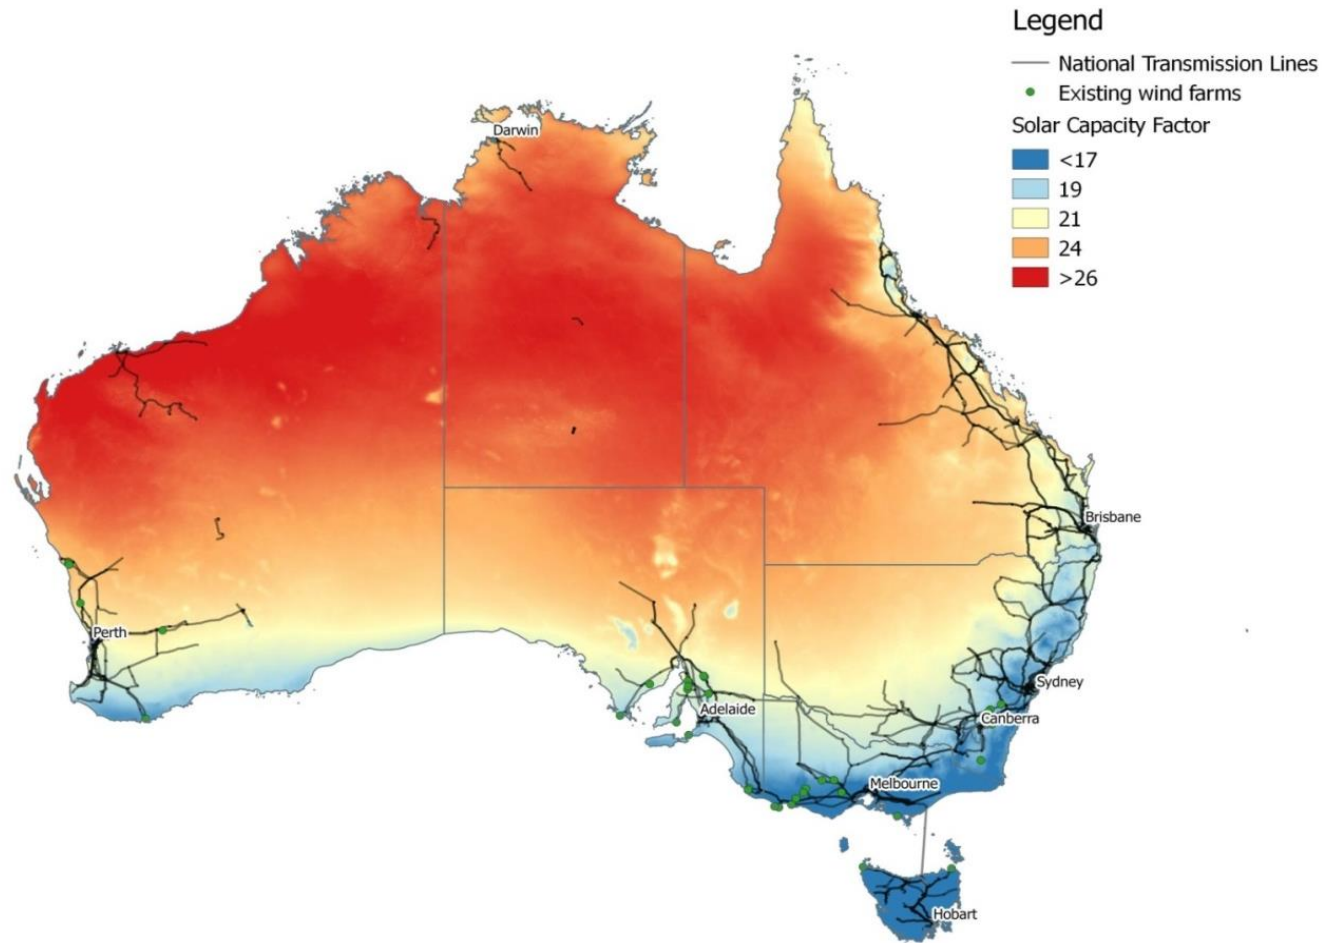 Legend
National Transmission Lines
Existing wind farms
Solar Capacity Factor
<17
19
21
24
>26
Darwin
Brisbane
Perth
Sydney
Adelaide
Canberra
Melbourne
Hobart